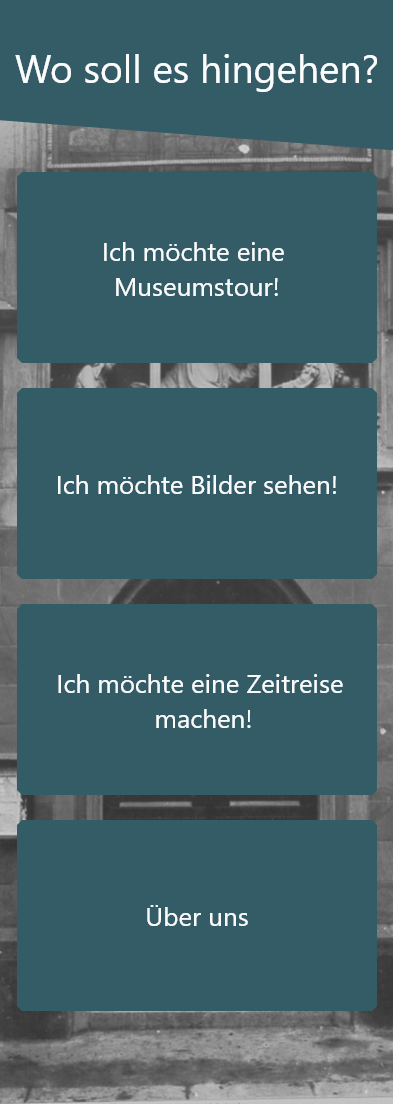 Wo soll es hingehen?
Ich möchte eine
Museumstour!
Ich möchte Bilder sehen!
Ich möchte eine Zeitreise
machen!
Über uns